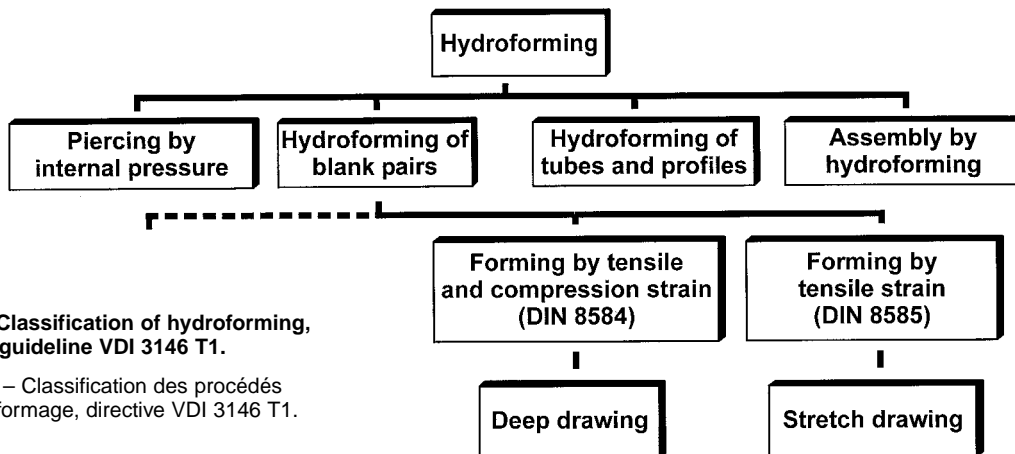 Hydroforming
Piercing by
internal pressure
Hydroforming of
blank pairs
Hydroforming of
tubes and profiles
Assembly by
hydroforming
Forming by tensile
and compression strain
(DIN 8584)
Forming by
tensile strain
(DIN 8585)
Deep drawing
Stretch drawing
Classification of hydroforming,
guideline VDI 3146 T1.
– Classification des procédés
formage, directive VDI 3146 T1.